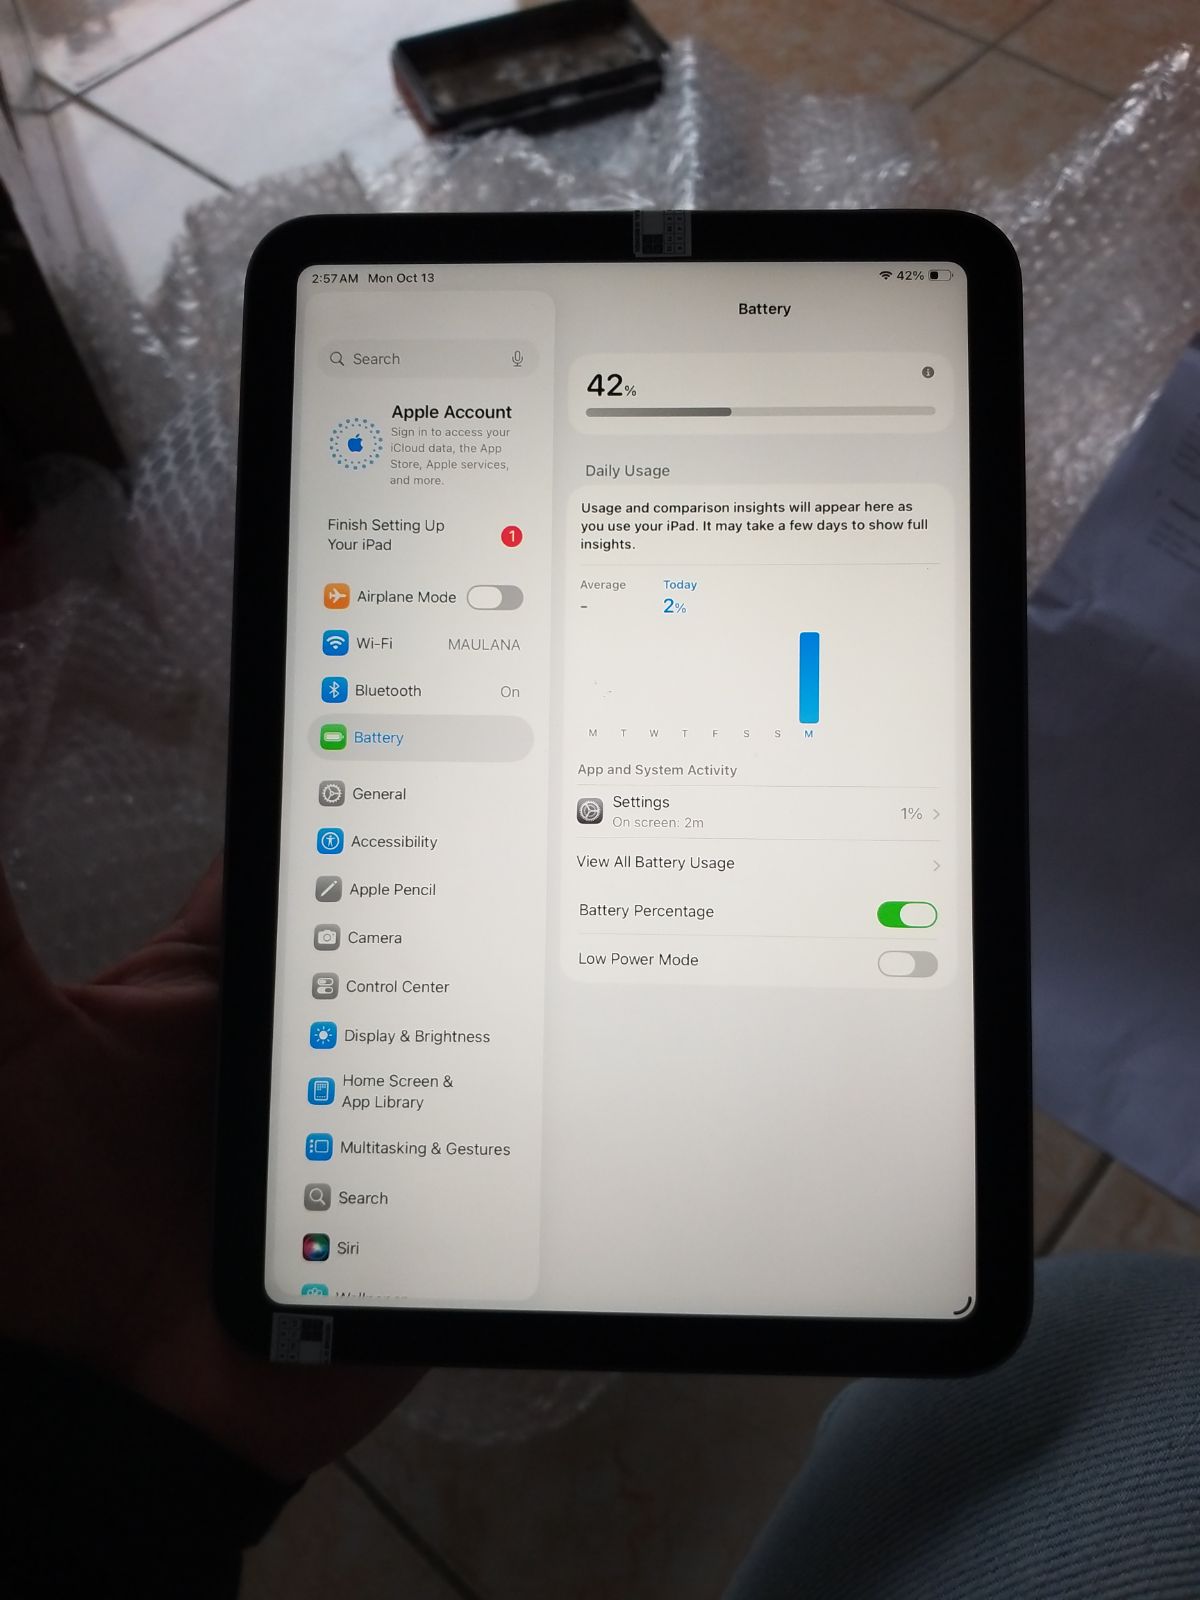 2:57 AM Mon Oct 13
42%
Search
Apple Account
Sign in to access your
iCloud data, the App
Store, Apple services,
and more.
Finish Setting Up
Your iPad
1
Airplane Mode
Wi-Fi MAULANA
Bluetooth On
Battery
General
Accessibility
Apple Pencil
Camera
Control Center
Display & Brightness
Home Screen &
App Library
Multitasking & Gestures
Search
Siri
Battery
42%
Daily Usage
Usage and comparison insights will appear here as
you use your iPad. It may take a few days to show full
insights.
Average Today
- 2%
M T W T F S S M
App and System Activity
Settings
On screen: 2m
1%
View All Battery Usage
Battery Percentage
Low Power Mode